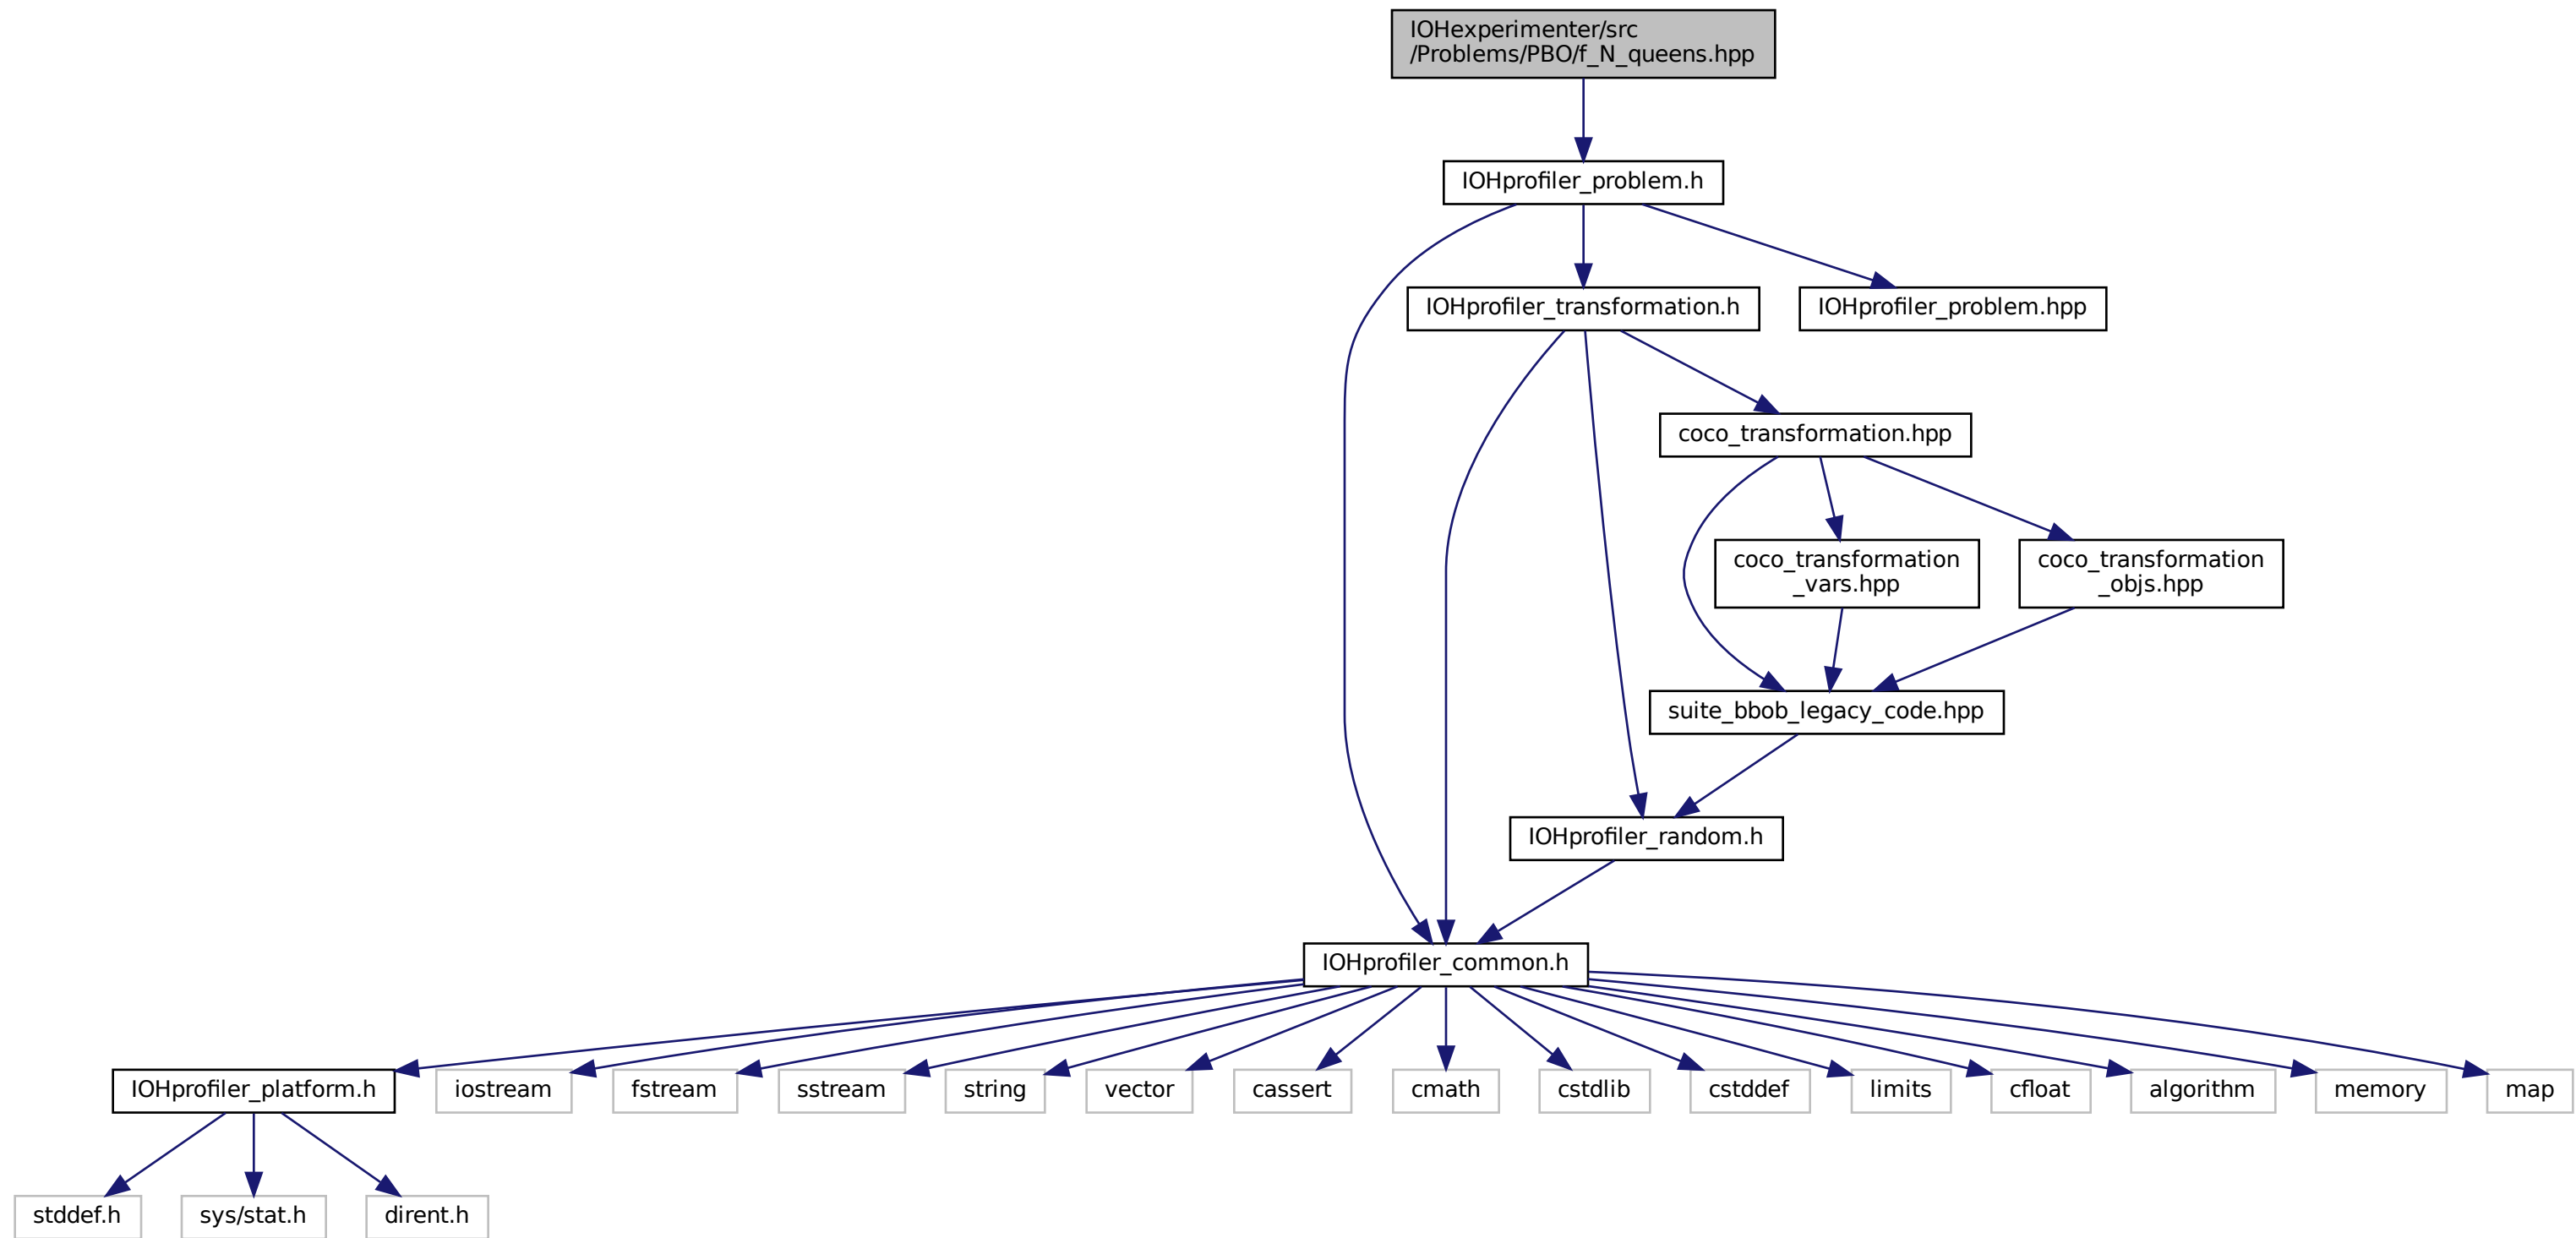 IOHexperimenter/src
/Problems/PBO/f_N_queens.hpp
IOHprofiler_problem.h
IOHprofiler_transformation.h
IOHprofiler_problem.hpp
coco_transformation.hpp
coco_transformation
_vars.hpp
coco_transformation
_objs.hpp
suite_bbob_legacy_code.hpp
IOHprofiler_random.h
IOHprofiler_common.h
IOHprofiler_platform.h
iostream
fstream
sstream
string
vector
cassert
cmath
cstdlib
cstddef
limits
cfloat
algorithm
memory
map
stddef.h
sys/stat.h
dirent.h